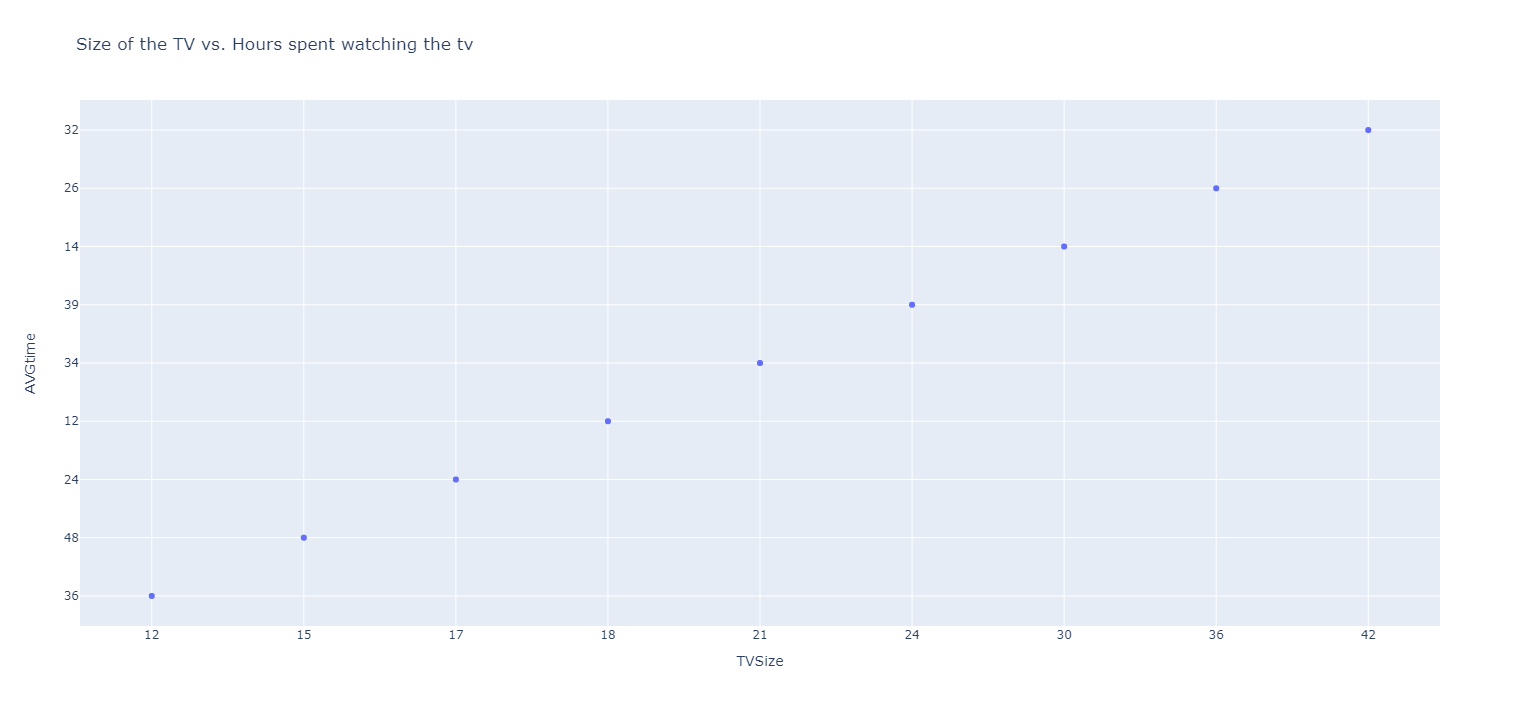 Size of the TV vs. Hours spent watching the tv
32
26
14
39
34
12
24
48
36
AVGtime
12 15 17 18 21 24 30 36 42
TVSize